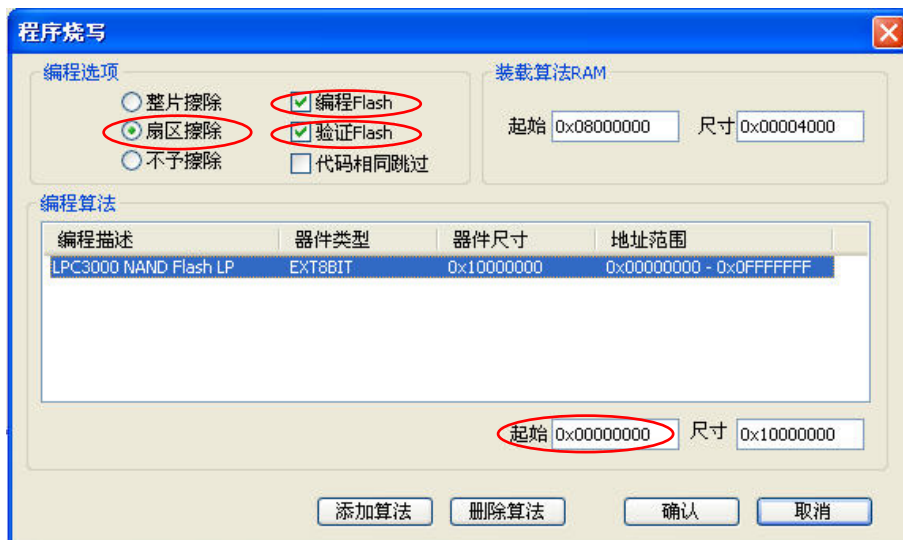 程序烧写
编程选项
整片擦除 编程Flash
扇区擦除 验证Flash
不予擦除 代码相同跳过
装载算法RAM
起始 0x08000000 尺寸 0x00004000
编程算法
编程描述 器件类型 器件尺寸 地址范围
LPC3000 NAND Flash LP EXT8BIT 0x10000000 0x00000000 - 0x0FFFFFFF
起始 0x00000000 尺寸 0x10000000
添加算法 删除算法 确认 取消